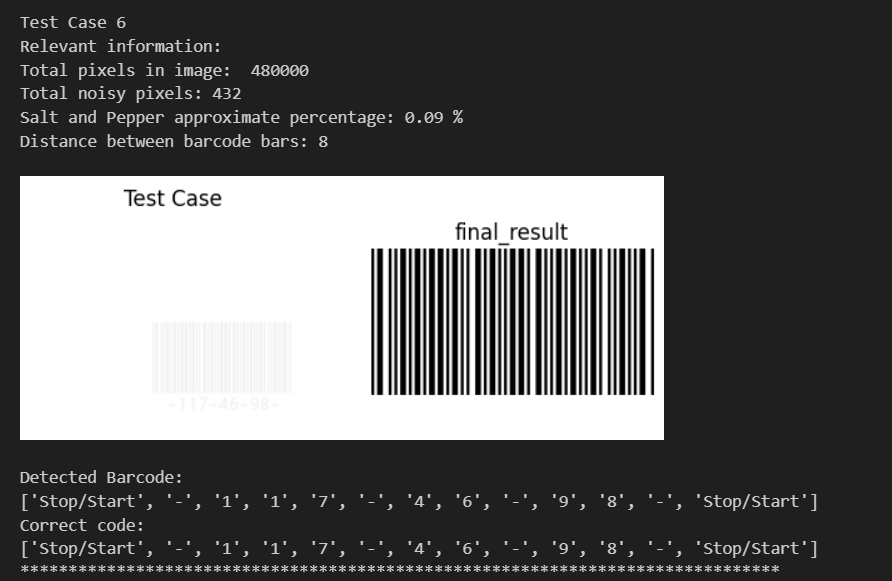 Test Case 6
Relevant information:
Total pixels in image:  480000
Total noisy pixels: 432
Salt and Pepper approximate percentage: 0.09 %
Distance between barcode bars: 8
Test Case
final_result
-117-46-98-
Detected Barcode:
['Stop/Start', '-', '1', '1', '7', '-', '4', '6', '-', '9', '8', '-', 'Stop/Start']
Correct code:
['Stop/Start', '-', '1', '1', '7', '-', '4', '6', '-', '9', '8', '-', 'Stop/Start']
*******************************************************************************